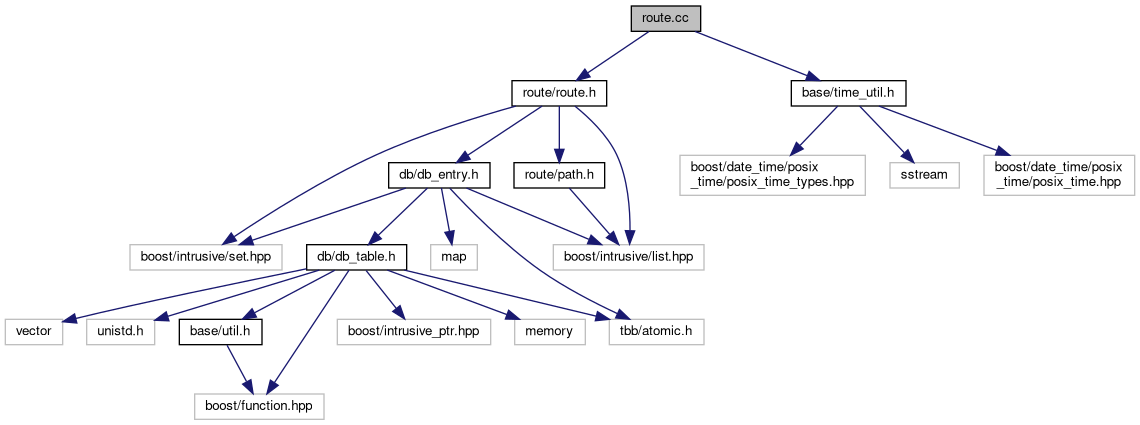 route.cc
route/route.h
base/time_util.h
db/db_entry.h
route/path.h
boost/date_time/posix
_time/posix_time_types.hpp
sstream
boost/date_time/posix
_time/posix_time.hpp
boost/intrusive/set.hpp
db/db_table.h
map
boost/intrusive/list.hpp
vector
unistd.h
base/util.h
boost/intrusive_ptr.hpp
memory
tbb/atomic.h
boost/function.hpp